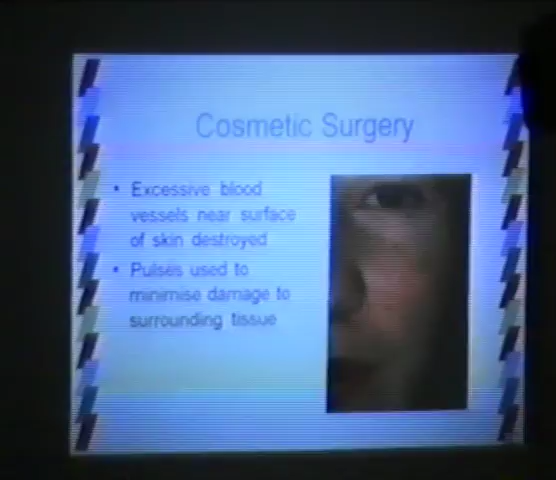 Cosmetic Surgery
• Excessive blood
vessels near surface
of skin destroyed
• Pulses used to
minimise damage to
surrounding tissue